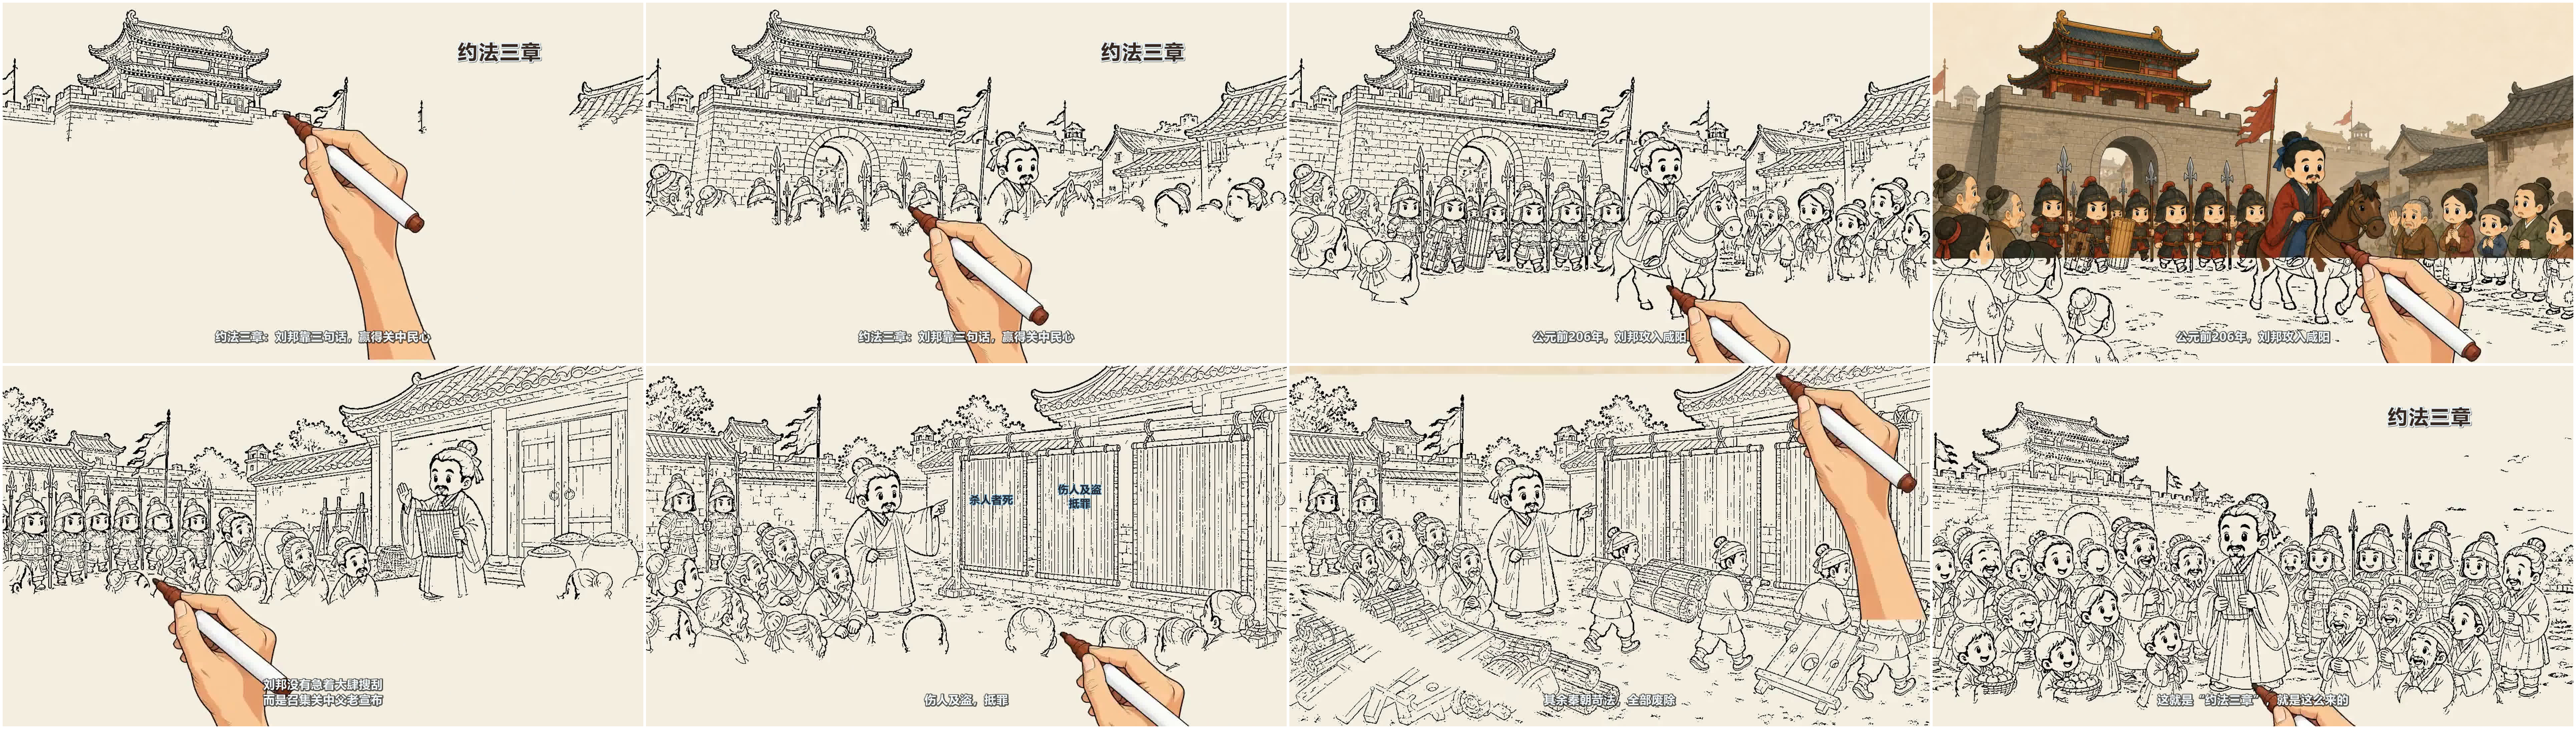 约法三章
约法三章：刘邦靠三句话，赢得关中民心
约法三章
约法三章：刘邦靠三句话，赢得关中民心
公元前206年，刘邦攻入咸阳
公元前206年，刘邦攻入咸阳
刘邦没有急着大肆搜刮
而是召集关中父老宣布
杀人者死
伤人及盗
抵罪
伤人及盗，抵罪
其余秦朝苛法，全部废除
约法三章
这就是“约法三章”，就是这么来的